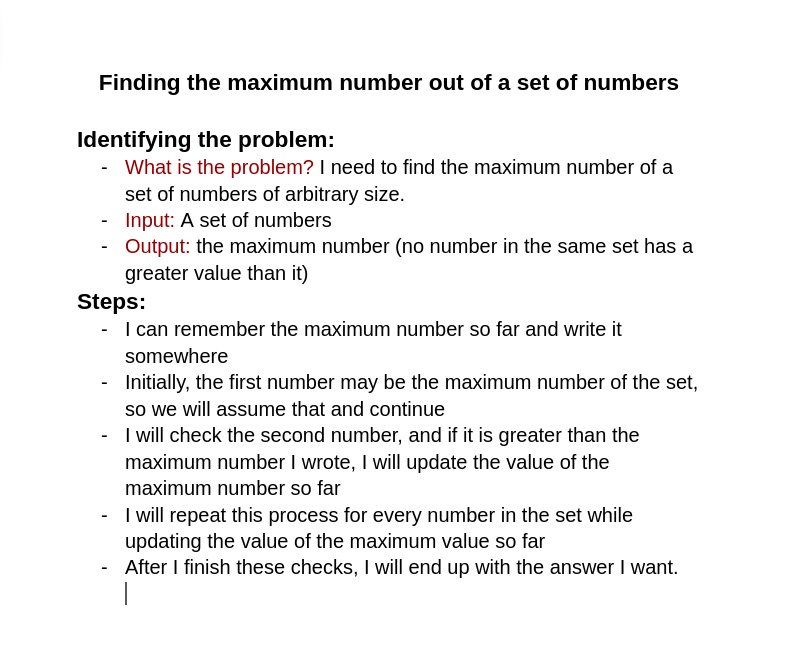 Finding the maximum number out of a set of numbers
Identifying the problem:
- What is the problem? I need to find the maximum number of a
set of numbers of arbitrary size.
- Input: A set of numbers
- Output: the maximum number (no number in the same set has a
greater value than it)
Steps:
- I can remember the maximum number so far and write it
somewhere
- Initially, the first number may be the maximum number of the set,
so we will assume that and continue
- I will check the second number, and if it is greater than the
maximum number I wrote, I will update the value of the
maximum number so far
- I will repeat this process for every number in the set while
updating the value of the maximum value so far
- After I finish these checks, I will end up with the answer I want.